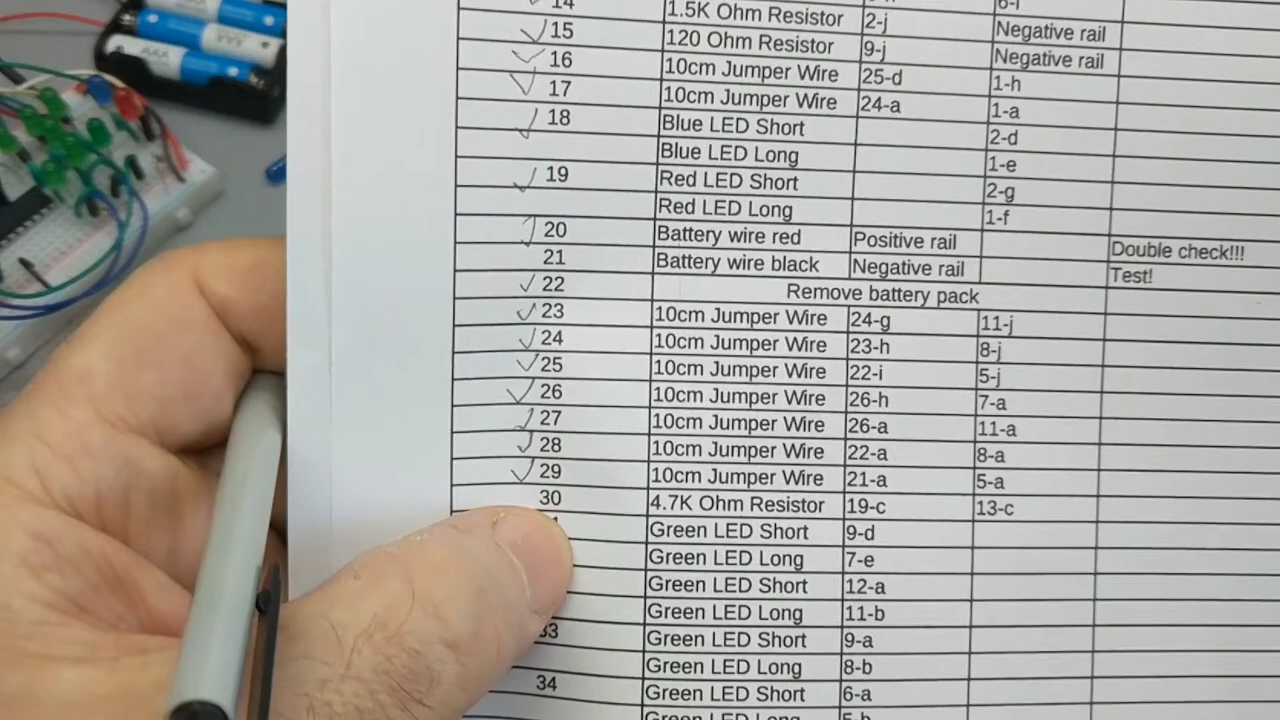 AAA
14 6-i
1.5K Ohm Resistor 2-j Negative rail
15 120 Ohm Resistor 9-j Negative rail
16 10cm Jumper Wire 25-d 1-h
17 10cm Jumper Wire 24-a 1-a
18 Blue LED Short 2-d
Blue LED Long 1-e
19 Red LED Short 2-g
Red LED Long 1-f
20 Battery wire red Positive rail Double check!!!
21 Battery wire black Negative rail Test!
22 Remove battery pack
23 10cm Jumper Wire 24-g 11-j
24 10cm Jumper Wire 23-h 8-j
25 10cm Jumper Wire 22-i 5-j
26 10cm Jumper Wire 26-h 7-a
27 10cm Jumper Wire 26-a 11-a
28 10cm Jumper Wire 22-a 8-a
29 10cm Jumper Wire 21-a 5-a
30 4.7K Ohm Resistor 19-c 13-c
Green LED Short 9-d
Green LED Long 7-e
Green LED Short 12-a
Green LED Long 11-b
33 Green LED Short 9-a
Green LED Long 8-b
34 Green LED Short 6-a
Green LED Long 5-b